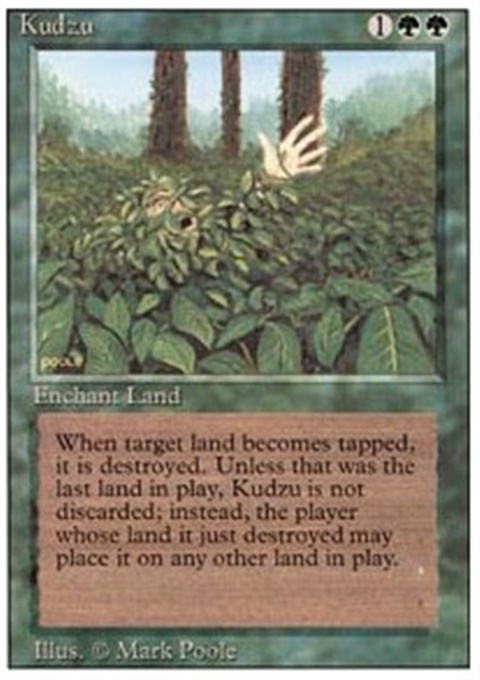 Kudzu 1
POOLE
Enchant Land
When target land becomes tapped,
it is destroyed. Unless that was the
last land in play, Kudzu is not
discarded; instead, the player
whose land it just destroyed may
place it on any other land in play.
Illus. © Mark Poole